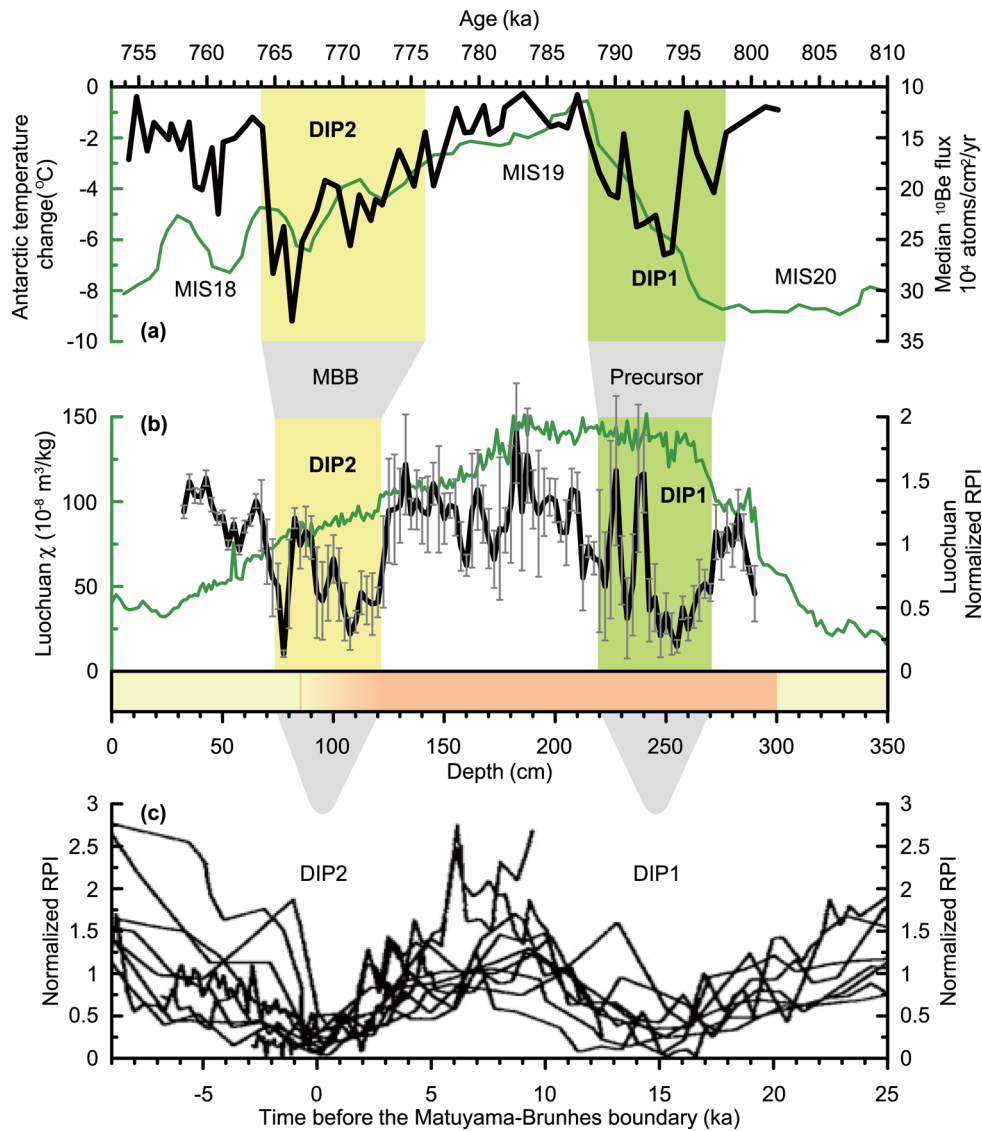 Age (ka)
755 760 765 770 775 780 785 790 795 800 805 810
0 -2 -4 -6 -8 -10
Antarctic temperature
change(°C)
10 15 20 25 30 35
Median ¹⁰Be flux
10⁴ atoms/cm²/yr
DIP2
MIS19
MIS18
DIP1
MIS20
(a)
MBB
Precursor
150 100 50 0
Luochuan χ (10⁻⁸ m³/kg)
2 1.5 1 0.5 0
Luochuan
Normalized RPI
(b)
DIP2
DIP1
0 50 100 150 200 250 300 350
Depth (cm)
3 2.5 2 1.5 1 0.5 0
Normalized RPI
(c)
DIP2
DIP1
3 2.5 2 1.5 1 0.5 0
Normalized RPI
-5 0 5 10 15 20 25
Time before the Matuyama-Brunhes boundary (ka)